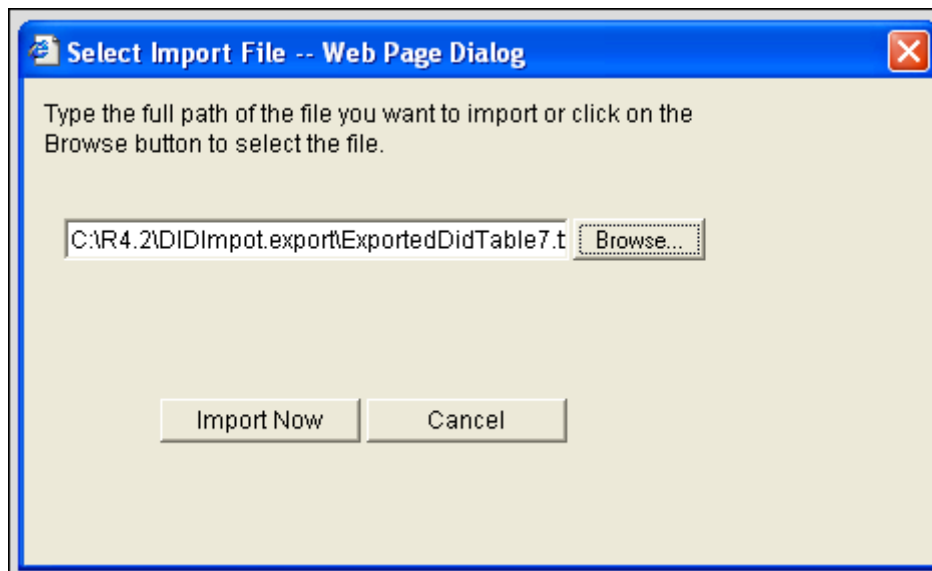 Select Import File -- Web Page Dialog
Type the full path of the file you want to import or click on the
Browse button to select the file.
C:\R4.2\DIDImpot.export\ExportedDidTable7.t Browse...
Import Now Cancel